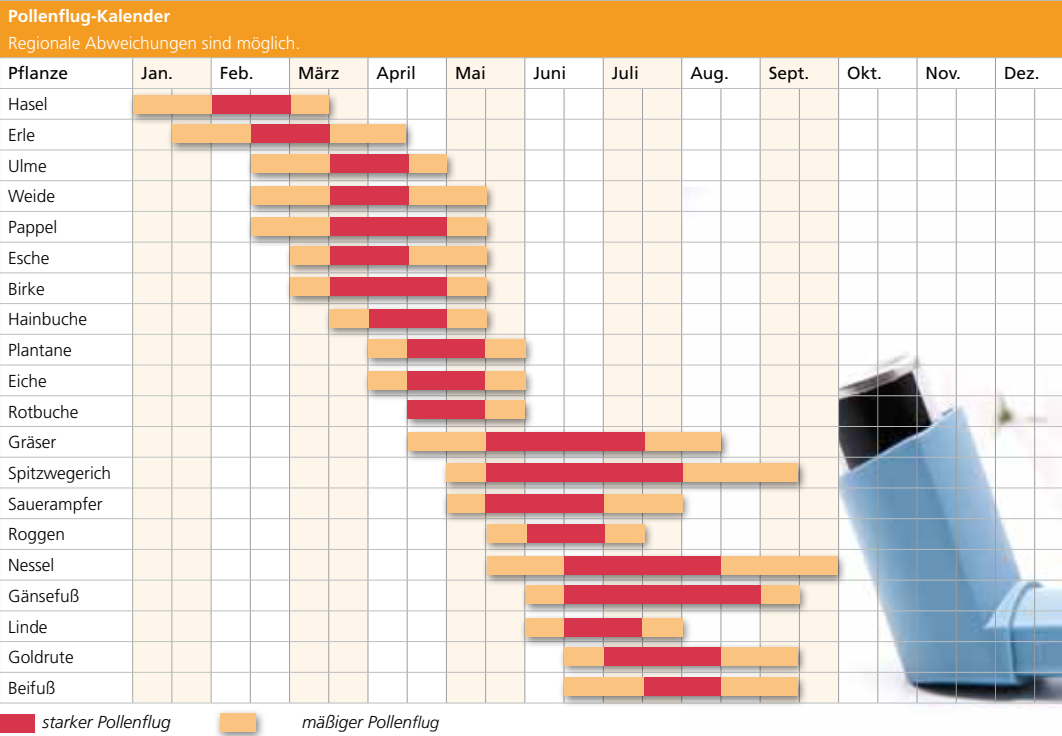 Pollenflug-Kalender
Regionale Abweichungen sind möglich.
Pflanze Jan. Feb. März April Mai Juni Juli Aug. Sept. Okt. Nov. Dez.
Hasel
Erle
Ulme
Weide
Pappel
Esche
Birke
Hainbuche
Plantane
Eiche
Rotbuche
Gräser
Spitzwegerich
Sauerampfer
Roggen
Nessel
Gänsefuß
Linde
Goldrute
Beifuß
starker Pollenflug mäßiger Pollenflug